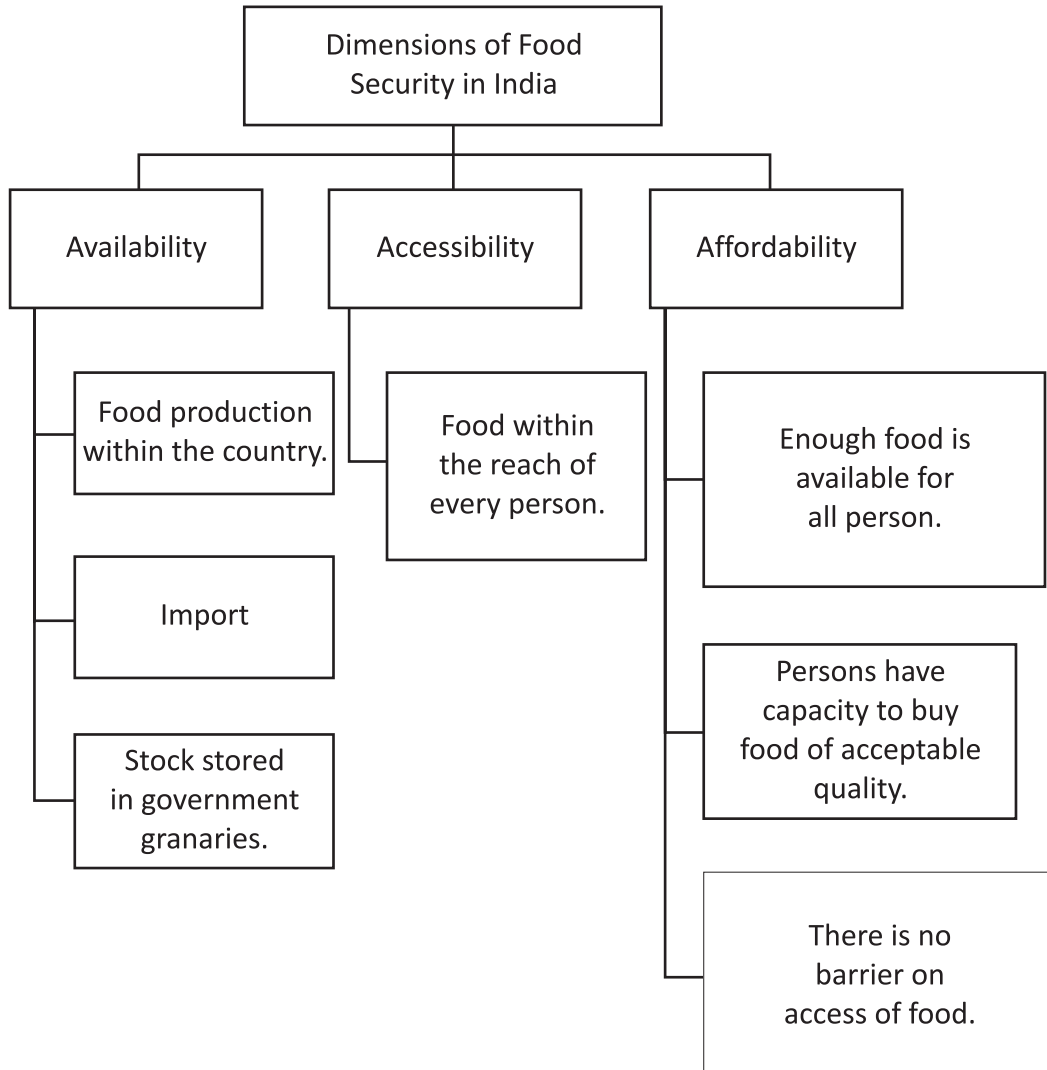 Dimensions of Food
Security in India
Availability
Accessibility
Affordability
Food production
within the country.
Import
Stock stored
in government
granaries.
Food within
the reach of
every person.
Enough food is
available for
all person.
Persons have
capacity to buy
food of acceptable
quality.
There is no
barrier on
access of food.